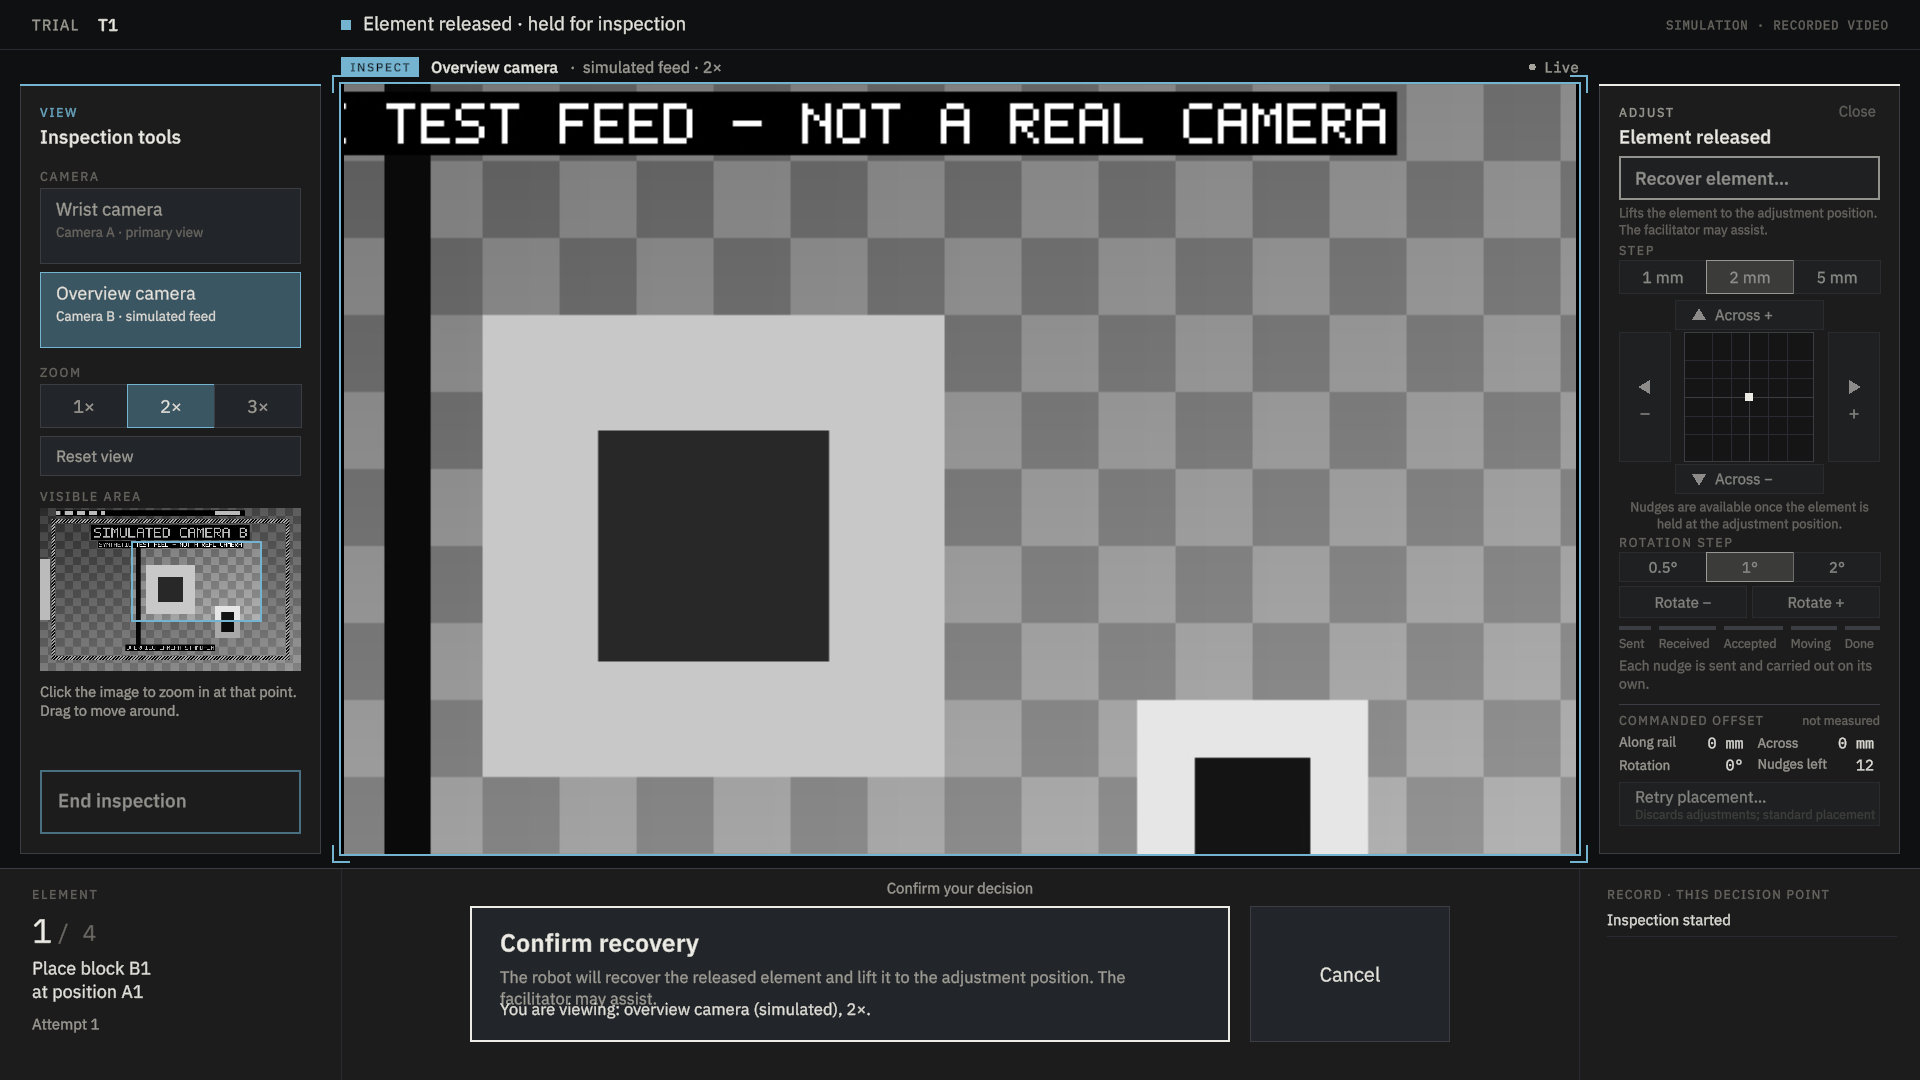 TRIAL T1
Element released · held for inspection
SIMULATION · RECORDED VIDEO
INSPECT Overview camera · simulated feed · 2×
Live
VIEW
Inspection tools
CAMERA
Wrist camera
Camera A · primary view
Overview camera
Camera B · simulated feed
ZOOM
1× 2× 3×
Reset view
VISIBLE AREA
SIMULATED CAMERA B
TEST FEED – NOT A REAL CAMERA
Click the image to zoom in at that point.
Drag to move around.
End inspection
TEST FEED – NOT A REAL CAMERA
ADJUST
Close
Element released
Recover element...
Lifts the element to the adjustment position.
The facilitator may assist.
STEP
1 mm 2 mm 5 mm
▲ Across +
◀ ▶
− +
▼ Across −
Nudges are available once the element is
held at the adjustment position.
ROTATION STEP
0.5° 1° 2°
Rotate − Rotate +
Sent Received Accepted Moving Done
Each nudge is sent and carried out on its
own.
COMMANDED OFFSET not measured
Along rail 0 mm Across 0 mm
Rotation 0° Nudges left 12
Retry placement...
Discards adjustments; standard placement
ELEMENT
1 / 4
Place block B1
at position A1
Attempt 1
Confirm your decision
Confirm recovery
The robot will recover the released element and lift it to the adjustment position. The
facilitator may assist.
You are viewing: overview camera (simulated), 2×.
Cancel
RECORD · THIS DECISION POINT
Inspection started